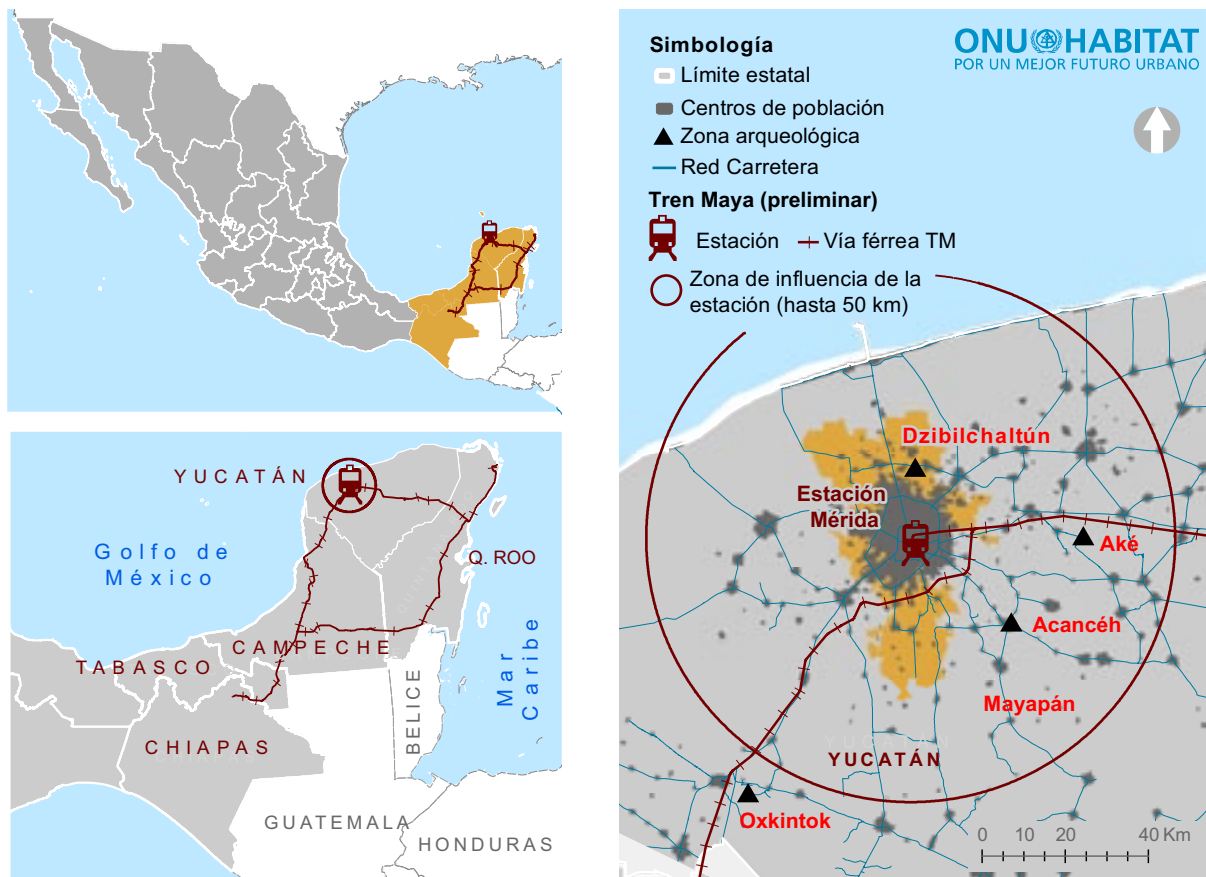 Simbología
Límite estatal
Centros de población
Zona arqueológica
Red Carretera
Tren Maya (preliminar)
Estación
Vía férrea TM
Zona de influencia de la
estación (hasta 50 km)
ONU HABITAT
POR UN MEJOR FUTURO URBANO
Dzibilchaltún
Estación
Mérida
Aké
Acancéh
Mayapán
YUCATÁN
YUCATÁN
Oxkintok
0 10 20 40 Km
YUCATÁN
Golfo de
México
Q. ROO
CAMPECHE
TABASCO
CHIAPAS
BELICE
Mar
Caribe
GUATEMALA
HONDURAS